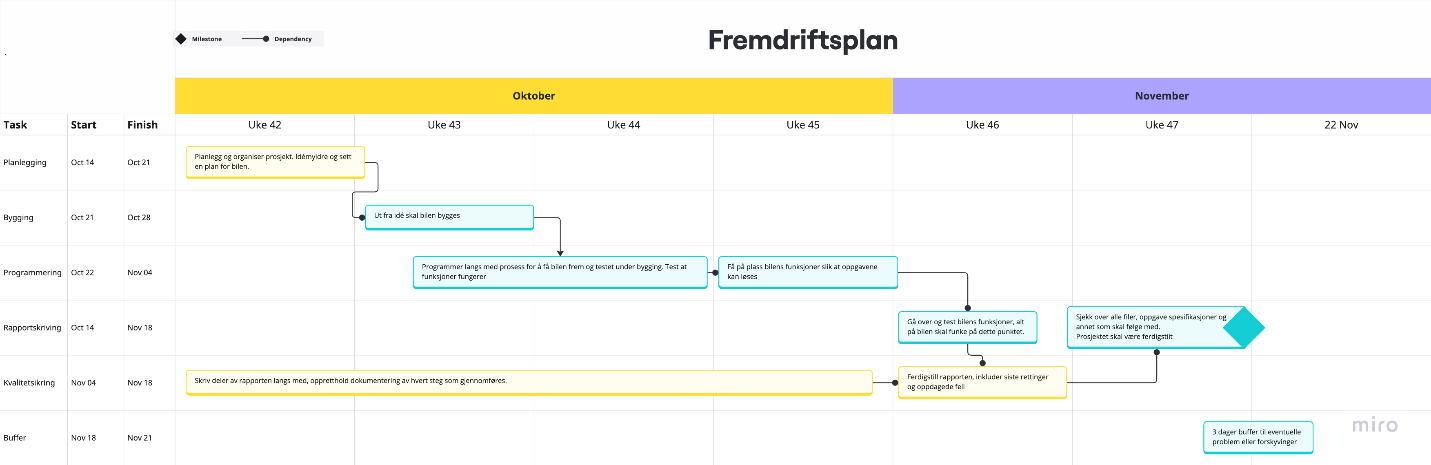 Milestone
Dependency
Fremdriftsplan
Oktober
November
Task
Start
Finish
Uke 42
Uke 43
Uke 44
Uke 45
Uke 46
Uke 47
22 Nov
Planlegging
Oct 14
Oct 21
Planlegg og organiser prosjekt. Idémyldre og sett
en plan for bilen.
Bygging
Oct 21
Oct 28
Ut fra idé skal bilen bygges
Programmering
Oct 22
Nov 04
Programmer langs med prosess for å få bilen frem og testet under bygging. Test at
funksjoner fungerer
Få på plass bilens funksjoner slik at oppgavene
kan løses
Rapportskriving
Oct 14
Nov 18
Gå over og test bilens funksjoner, alt
på bilen skal funke på dette punktet.
Sjekk over alle filer, oppgave spesifikasjoner og
annet som skal følge med.
Prosjektet skal være ferdigstilt
Kvalitetsikring
Nov 04
Nov 18
Skriv deler av rapporten langs med, oppretthold dokumentering av hvert steg som gjennomføres.
Ferdigstill rapporten, inkluder siste rettinger
og oppdagede feil
Buffer
Nov 18
Nov 21
3 dager buffer til eventuelle
problem eller forskyvinger
miro